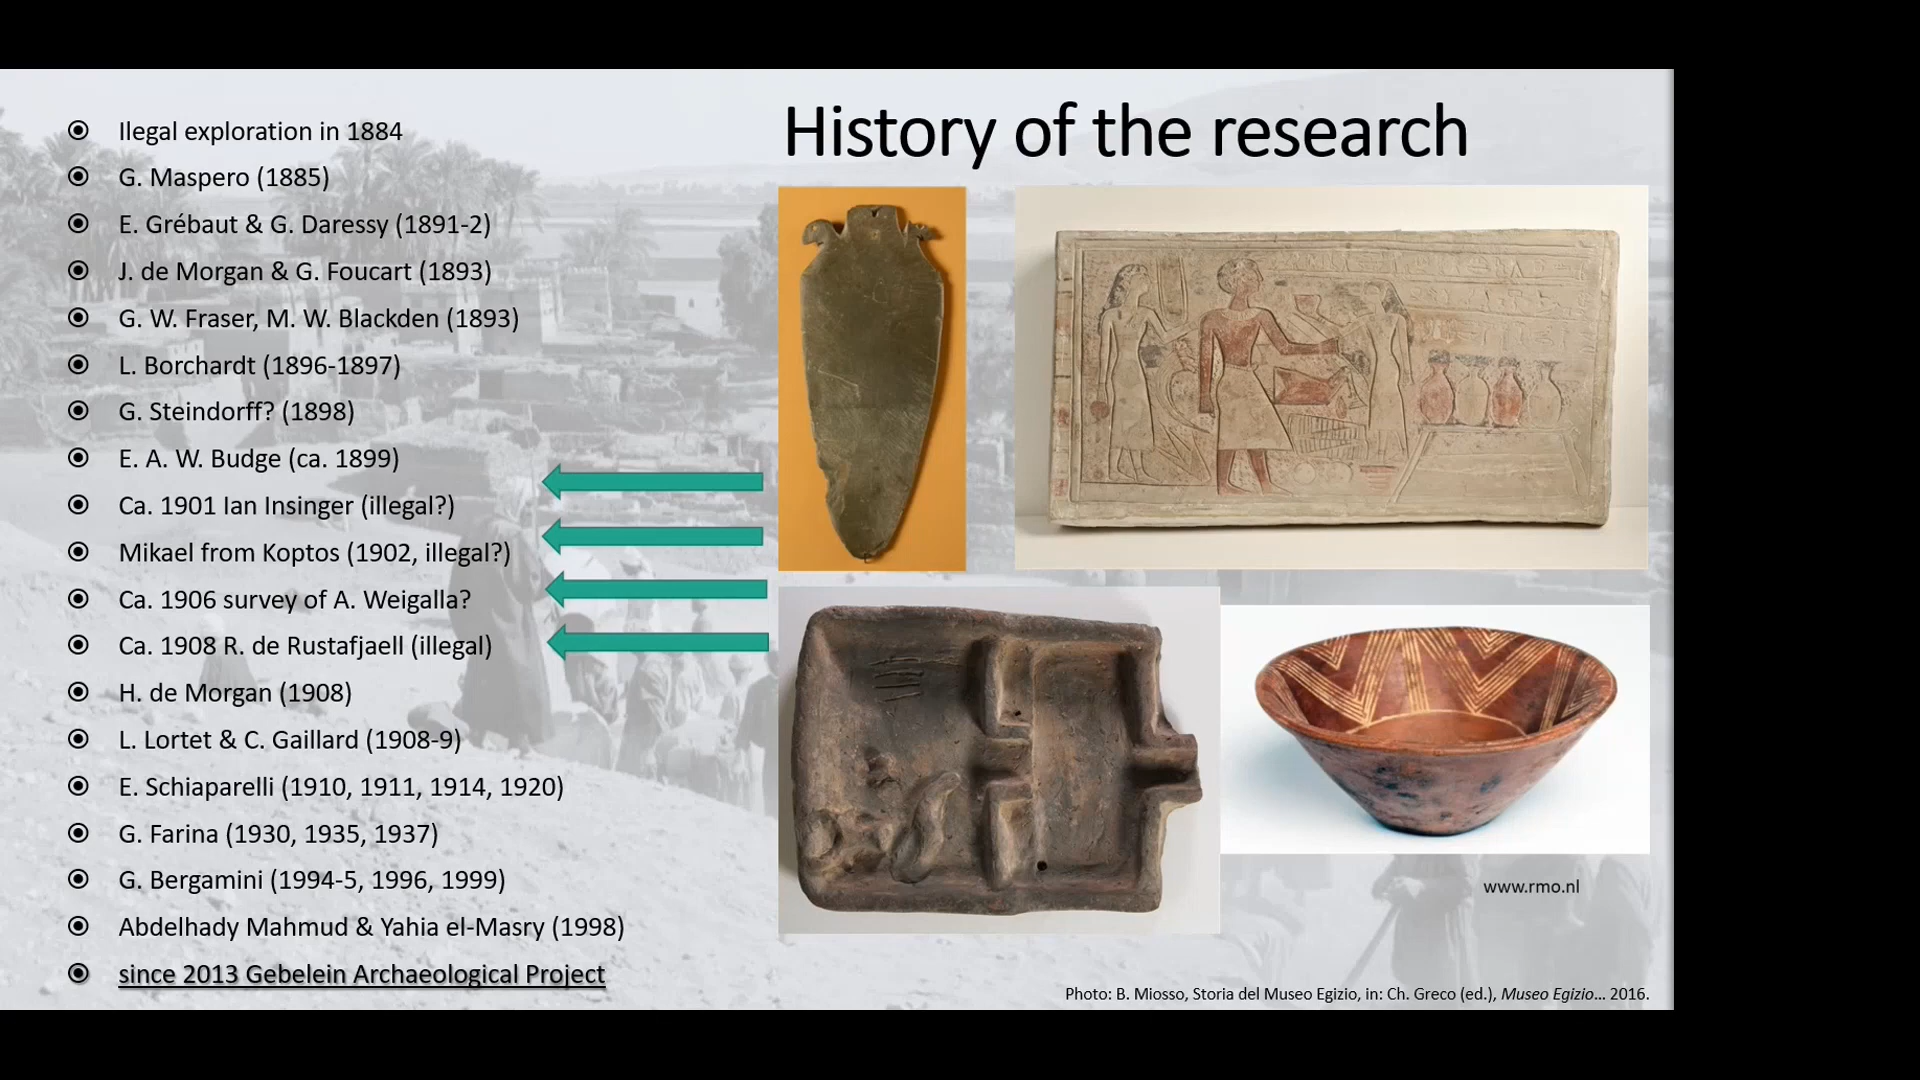 History of the research
Ilegal exploration in 1884
G. Maspero (1885)
E. Grébaut & G. Daressy (1891-2)
J. de Morgan & G. Foucart (1893)
G. W. Fraser, M. W. Blackden (1893)
L. Borchardt (1896-1897)
G. Steindorff? (1898)
E. A. W. Budge (ca. 1899)
Ca. 1901 Ian Insinger (illegal?)
Mikael from Koptos (1902, illegal?)
Ca. 1906 survey of A. Weigalla?
Ca. 1908 R. de Rustafjaell (illegal)
H. de Morgan (1908)
L. Lortet & C. Gaillard (1908-9)
E. Schiaparelli (1910, 1911, 1914, 1920)
G. Farina (1930, 1935, 1937)
G. Bergamini (1994-5, 1996, 1999)
Abdelhady Mahmud & Yahia el-Masry (1998)
since 2013 Gebelein Archaeological Project
www.rmo.nl
Photo: B. Miosso, Storia del Museo Egizio, in: Ch. Greco (ed.), Museo Egizio… 2016.